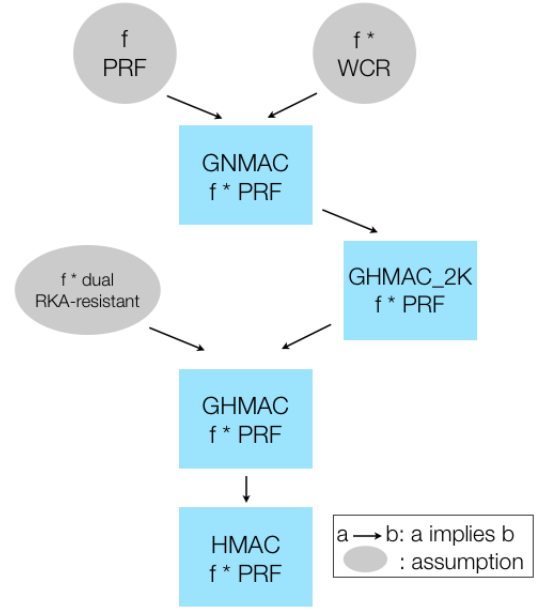 f
PRF
f *
WCR
GNMAC
f * PRF
GHMAC_2K
f * PRF
f * dual
RKA-resistant
GHMAC
f * PRF
HMAC
f * PRF
a → b: a implies b
: assumption